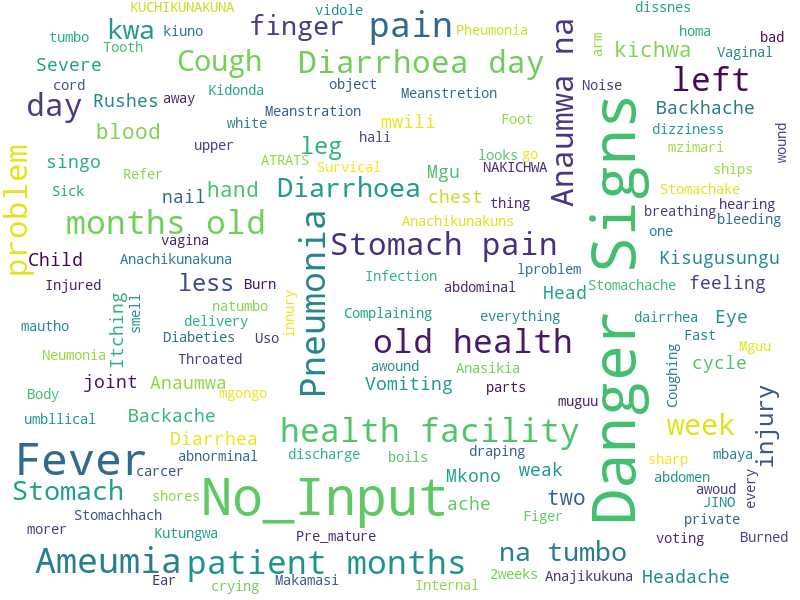 KUCHIKUNAKUNA
vidole
dissnes
tumbo
kwa
kiuno
finger
pain
Pheumonia
homa
bad
Tooth
Anaumwa na
arm
kichwa
Vaginal
Severe
Cough
Diarrhoea day
left
cord
Kidonda
object
Noise
day
Rushes
away
Meanstration
Meanstretion
Backhache
blood
white
mwili
Foot
dizziness
wound
upper
hali
Danger Signs
mzimari
problem
singo
ATRATS
leg
looks
go
Refer
Survical
Mgu
NAKICHWA
ships
Sick
nail
hand
Diarrhoea
chest
thing
Stomachake
hearing
months old
Pneumonia
Anachikunakuns
breathing
bleeding
vagina
Stomach pain
one
Child
Anachikunakuna
Kisugusungu
Injured
less
Burn
Infection
abdominal
lproblem
Head
Stomachache
feeling
Itching
smell
natumbo
innury
Complaining
everything
dairrhea
Eye
mautho
delivery
Diabeties
Uso
old health
Fast
Mguu
Neumonia
Throated
awound
Anasikia
Coughing
cycle
joint
Anaumwa
Vomiting
parts
Body
mgongo
muguu
injury
umbllical
Backache
health facility
week
Diarrhea
Fever
abnorminal
discharge
boils
draping
sharp
mbaya
carcer
Mkono
weak
abdomen
every
Stomach
shores
No_Input
ache
two
awoud
JINO
Stomachhach
Figer
private
morer
Kutungwa
Pre_mature
voting
Burned
Ameumia
patient months
na tumbo
Ear
crying
Makamasi
Internal
2weeks
Anajikukuna
Headache